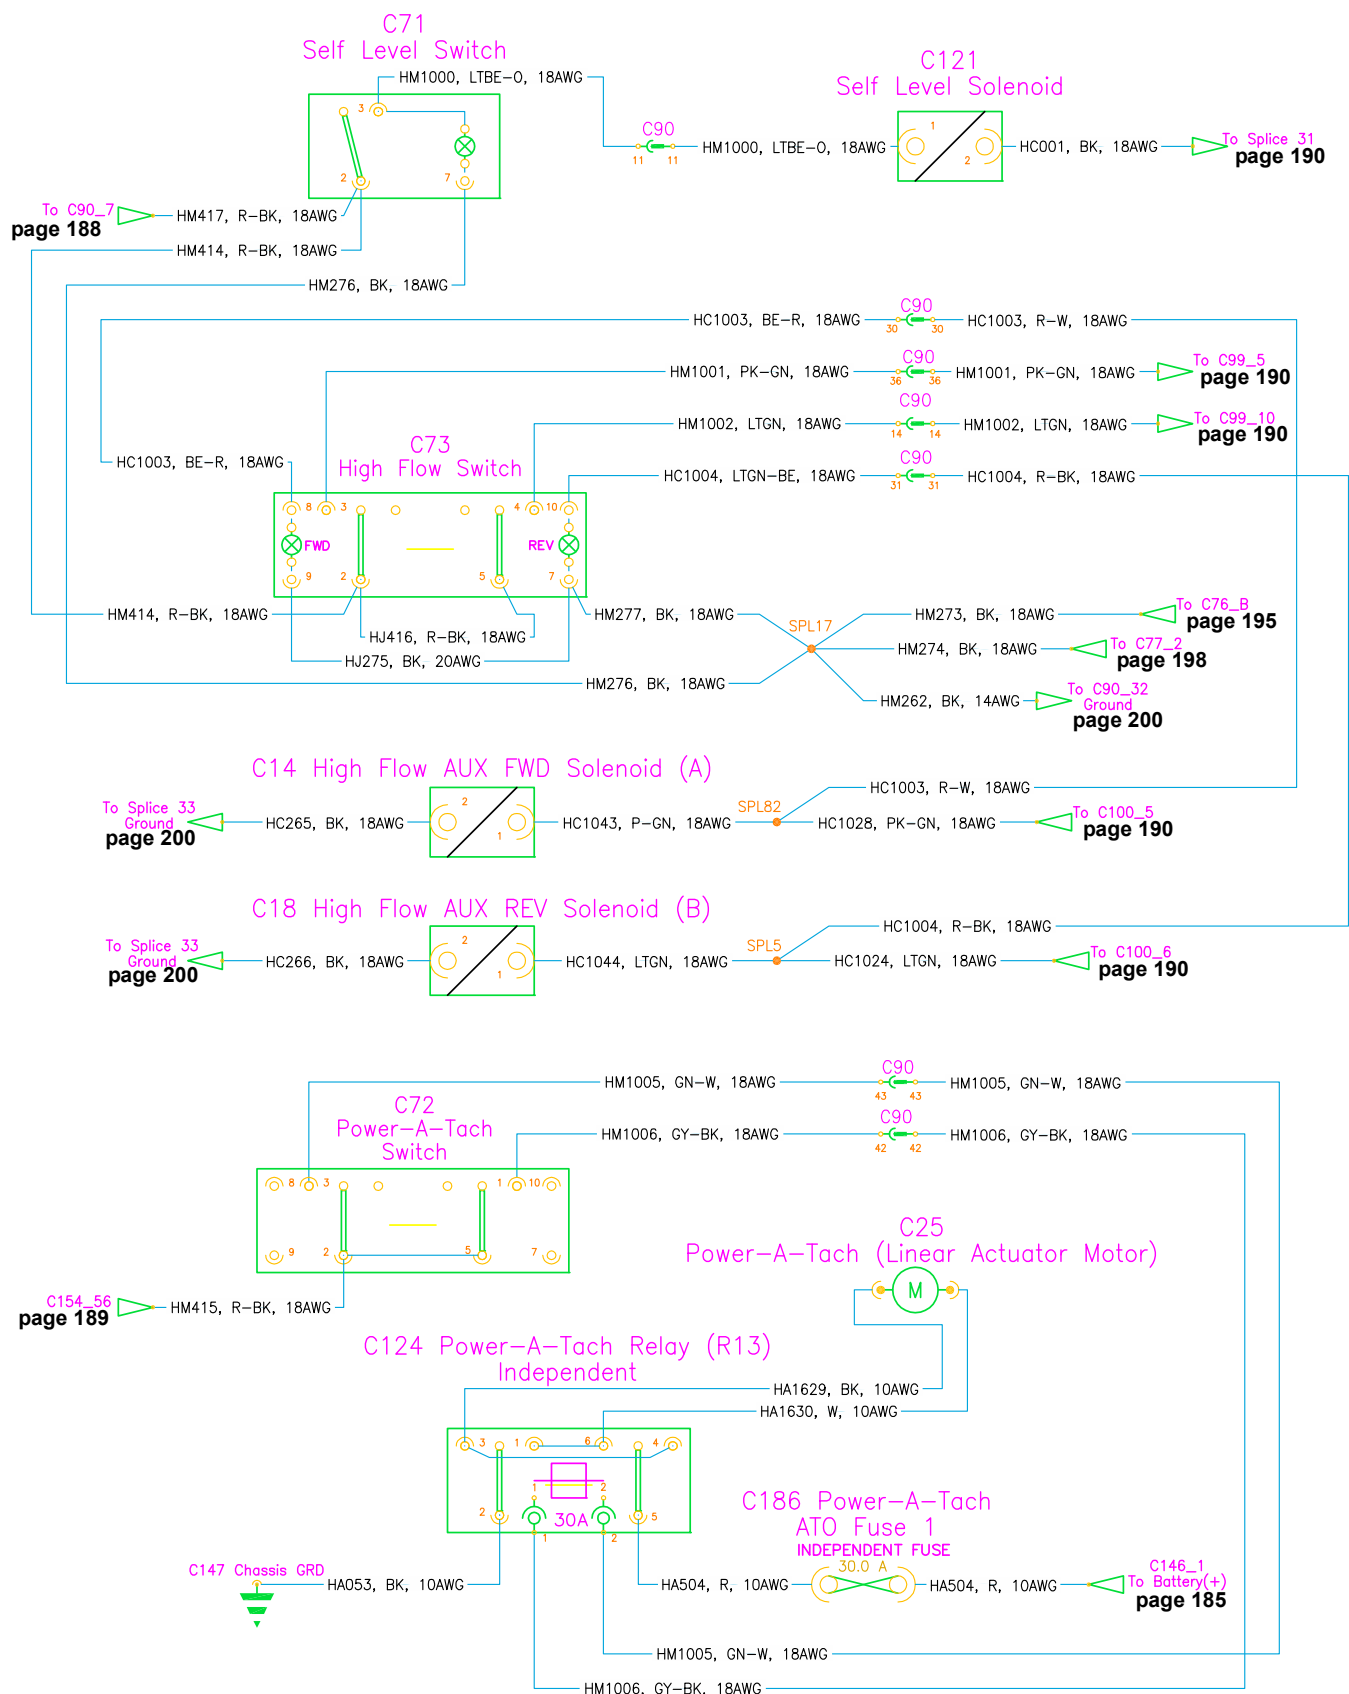 C71
Self Level Switch
HM1000, LTBE-O, 18AWG
C121
Self Level Solenoid
3
C90
11 11
HM1000, LTBE-O, 18AWG
1
2
HC001, BK, 18AWG
To Splice 31
page 190
2
7
To C90_7
page 188
HM417, R-BK, 18AWG
HM414, R-BK, 18AWG
HM276, BK, 18AWG
HC1003, BE-R, 18AWG
C90
30 30
HC1003, R-W, 18AWG
HM1001, PK-GN, 18AWG
C90
36 36
HM1001, PK-GN, 18AWG
To C99_5
page 190
HM1002, LTGN, 18AWG
C90
14 14
HM1002, LTGN, 18AWG
To C99_10
page 190
C73
High Flow Switch
HC1003, BE-R, 18AWG
HC1004, LTGN-BE, 18AWG
C90
31 31
HC1004, R-BK, 18AWG
8 3 4 10
FWD
REV
9 2 5 7
HM414, R-BK, 18AWG
HJ416, R-BK, 18AWG
HJ275, BK, 20AWG
HM277, BK, 18AWG
SPL17
HM273, BK, 18AWG
To C76_B
page 195
HM274, BK, 18AWG
To C77_2
page 198
HM276, BK, 18AWG
HM262, BK, 14AWG
To C90_32
Ground
page 200
C14 High Flow AUX FWD Solenoid (A)
To Splice 33
Ground
page 200
HC265, BK, 18AWG
2
1
HC1043, P-GN, 18AWG
SPL82
HC1003, R-W, 18AWG
HC1028, PK-GN, 18AWG
To C100_5
page 190
C18 High Flow AUX REV Solenoid (B)
To Splice 33
Ground
page 200
HC266, BK, 18AWG
2
1
HC1044, LTGN, 18AWG
SPL5
HC1004, R-BK, 18AWG
HC1024, LTGN, 18AWG
To C100_6
page 190
HM1005, GN-W, 18AWG
C90
43 43
HM1005, GN-W, 18AWG
C72
Power-A-Tach
Switch
HM1006, GY-BK, 18AWG
C90
42 42
HM1006, GY-BK, 18AWG
8 3 1 10
9 2 5 7
C154_56
page 189
HM415, R-BK, 18AWG
C25
Power-A-Tach (Linear Actuator Motor)
M
C124 Power-A-Tach Relay (R13)
Independent
HA1629, BK, 10AWG
HA1630, W, 10AWG
3 1 6 4
1 2
2 30A 5
1 2
C186 Power-A-Tach
ATO Fuse 1
INDEPENDENT FUSE
30.0 A
C147 Chassis GRD
HA053, BK, 10AWG
HA504, R, 10AWG
HA504, R, 10AWG
C146_1
To Battery(+)
page 185
HM1005, GN-W, 18AWG
HM1006, GY-BK, 18AWG